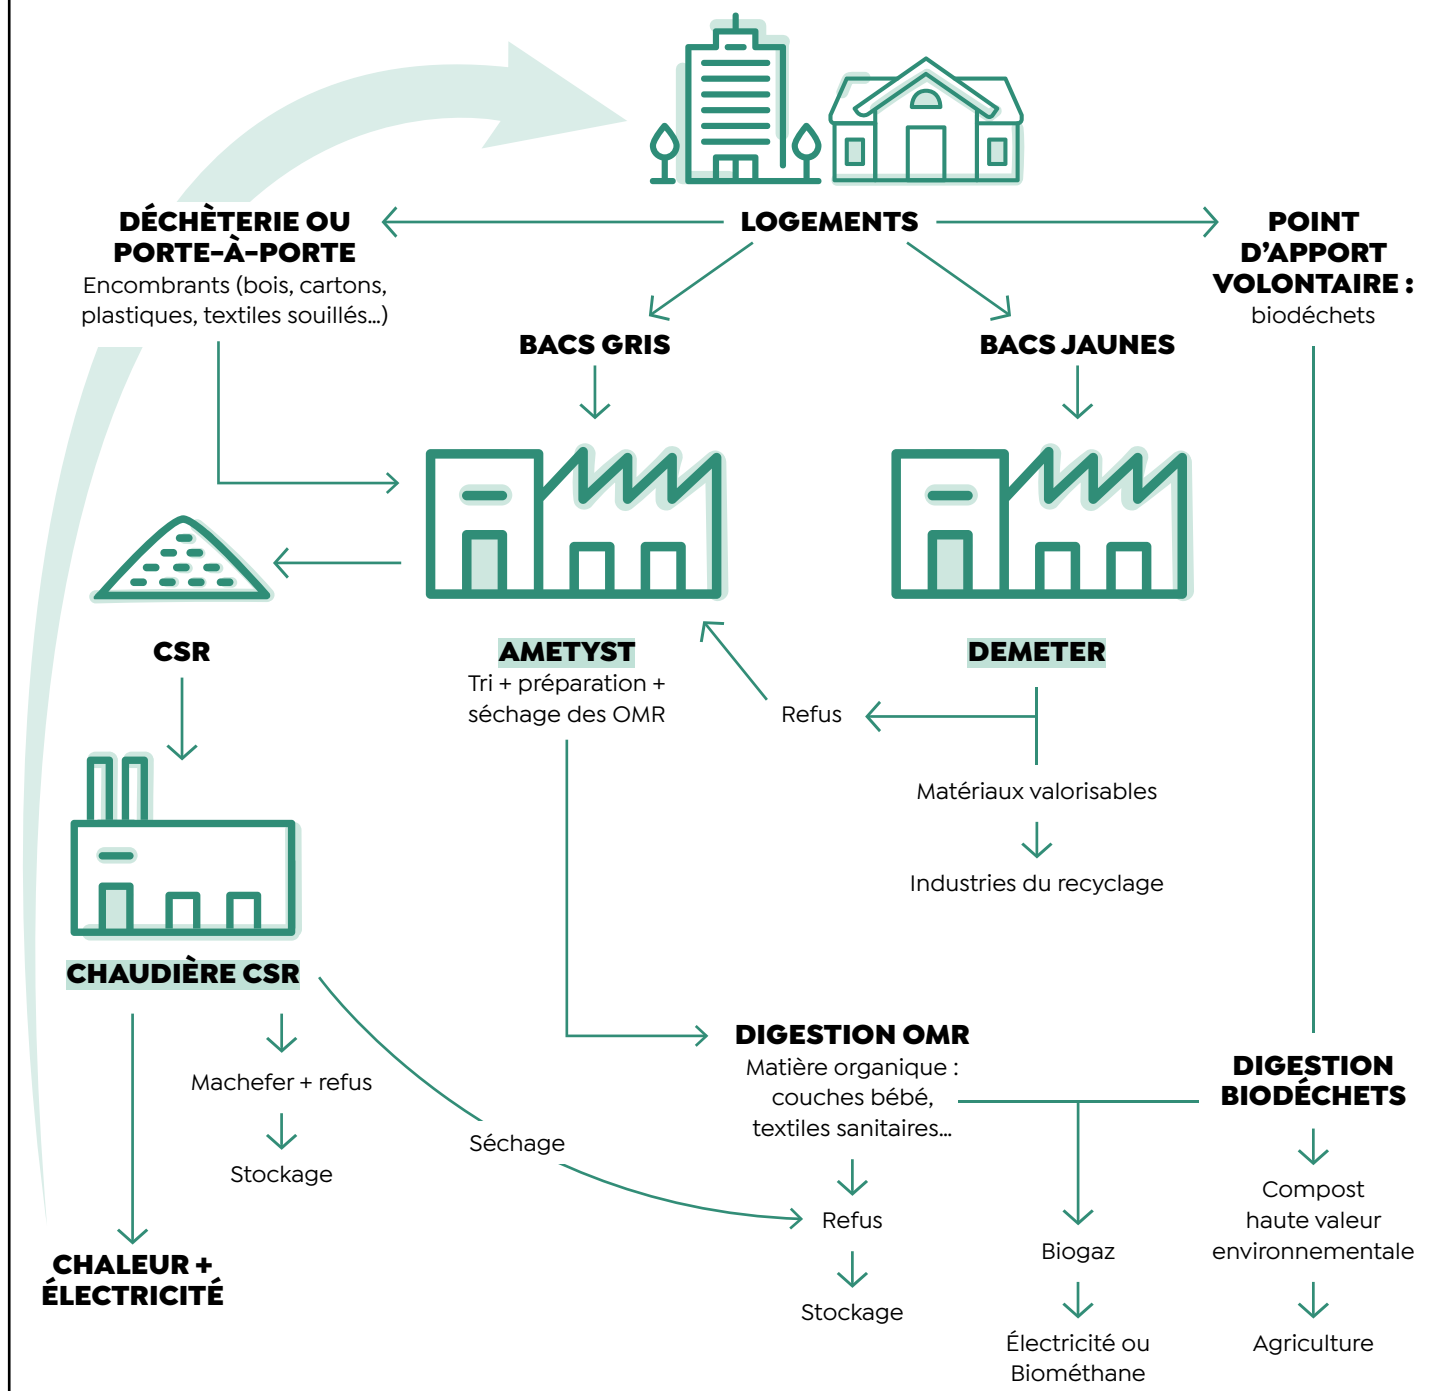 LOGEMENTS
DÉCHÈTERIE OU
PORTE-À-PORTE
Encombrants (bois, cartons,
plastiques, textiles souillés...)
POINT
D’APPORT
VOLONTAIRE :
biodéchets
BACS GRIS
BACS JAUNES
CSR
AMETYST
Tri + préparation +
séchage des OMR
DEMETER
Refus
Matériaux valorisables
Industries du recyclage
CHAUDIÈRE CSR
Machefer + refus
Stockage
CHALEUR +
ÉLECTRICITÉ
Séchage
DIGESTION OMR
Matière organique :
couches bébé,
textiles sanitaires...
Refus
Stockage
Biogaz
Électricité ou
Biométhane
DIGESTION
BIODÉCHETS
Compost
haute valeur
environnementale
Agriculture